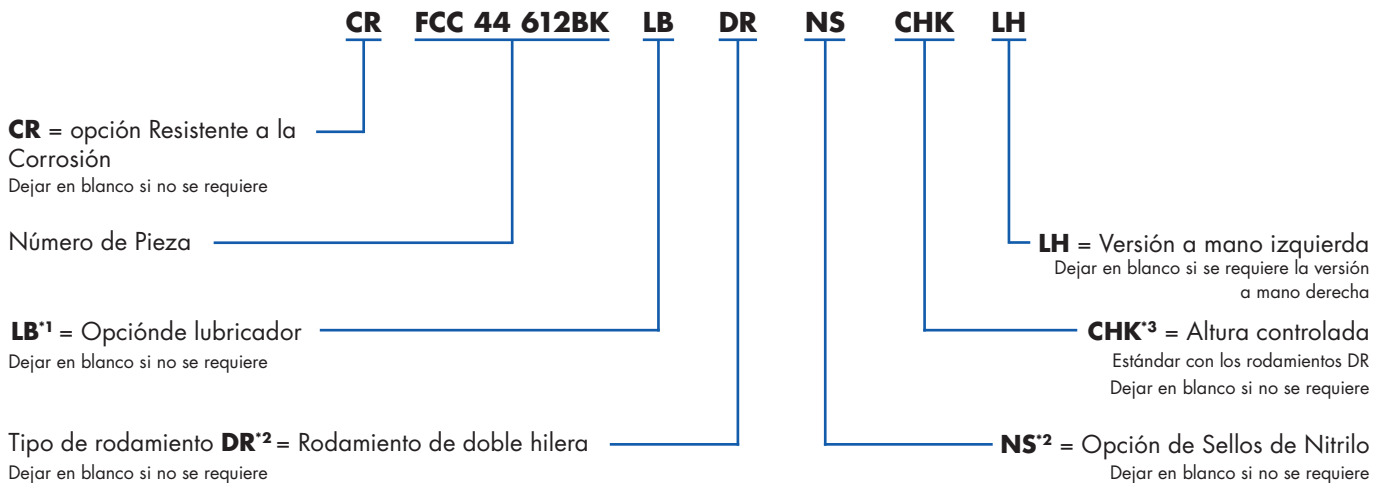 CR FCC 44 612BK LB DR NS CHK LH
CR = opción Resistente a la
Corrosión
Dejar en blanco si no se requiere
Número de Pieza
LB*1 = Opciónde lubricador
Dejar en blanco si no se requiere
Tipo de rodamiento DR*2 = Rodamiento de doble hilera
Dejar en blanco si no se requiere
LH = Versión a mano izquierda
Dejar en blanco si se requiere la versión
a mano derecha
CHK*3 = Altura controlada
Estándar con los rodamientos DR
Dejar en blanco si no se requiere
NS*2 = Opción de Sellos de Nitrilo
Dejar en blanco si no se requiere